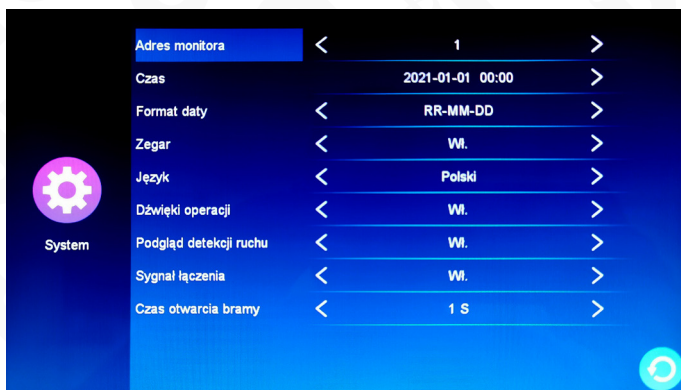 Adres monitora 1
Czas 2021-01-01 00:00
Format daty RR-MM-DD
Zegar Wł.
Język Polski
Dźwięki operacji Wł.
System
Podgląd detekcji ruchu Wł.
Sygnał łączenia Wł.
Czas otwarcia bramy 1 S